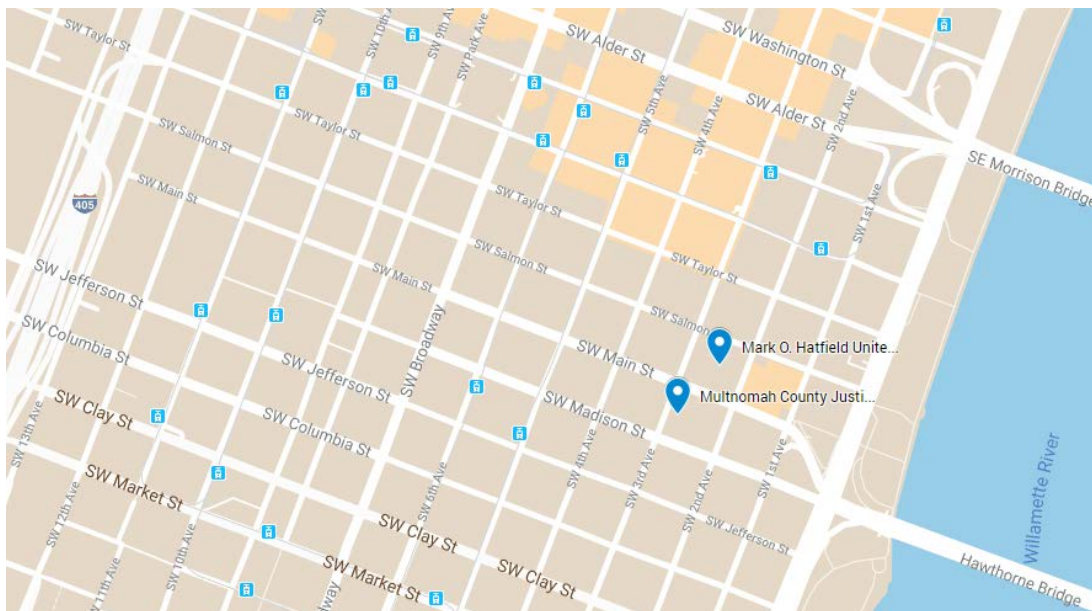 SW Taylor St
SW 10th Ave
SW 9th Ave
SW Park Ave
SW Alder St
SW Washington St
SW Salmon St
SW Taylor St
SW 5th Ave
SW 4th Ave
SW Alder St
SW 2nd Ave
SE Morrison Bridge
SW Main St
405
SW Taylor St
SW 1st Ave
SW Salmon St
SW Taylor St
SW Jefferson St
SW Main St
SW Columbia St
SW Broadway
SW Salmon
Mark O. Hatfield Unite...
SW Main St
SW Jefferson St
Multnomah County Justi...
SW Clay St
SW Columbia St
SW Madison St
SW 13th Ave
SW Market St
SW 6th Ave
SW 4th Ave
SW 3rd Ave
SW 2nd Ave
SW 1st Ave
Willamette River
SW 12th Ave
SW Clay St
SW Jefferson St
SW 11th Ave
SW 10th Ave
SW Market St
SW Clay St
Hawthorne Bridge